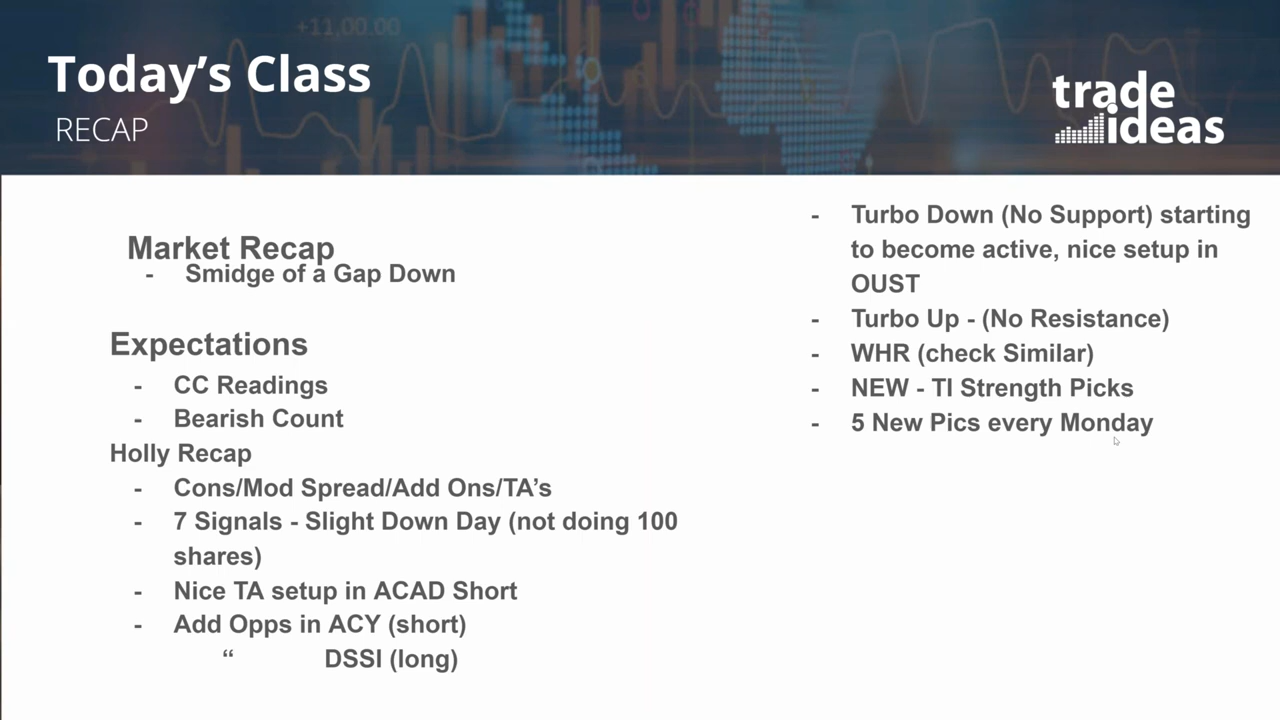 +11,00.00
Today’s Class
RECAP
trade
ideas
Market Recap
- Smidge of a Gap Down
Expectations
- CC Readings
- Bearish Count
Holly Recap
- Cons/Mod Spread/Add Ons/TA’s
- 7 Signals - Slight Down Day (not doing 100
shares)
- Nice TA setup in ACAD Short
- Add Opps in ACY (short)
“ DSSI (long)
- Turbo Down (No Support) starting
to become active, nice setup in
OUST
- Turbo Up - (No Resistance)
- WHR (check Similar)
- NEW - TI Strength Picks
- 5 New Pics every Monday